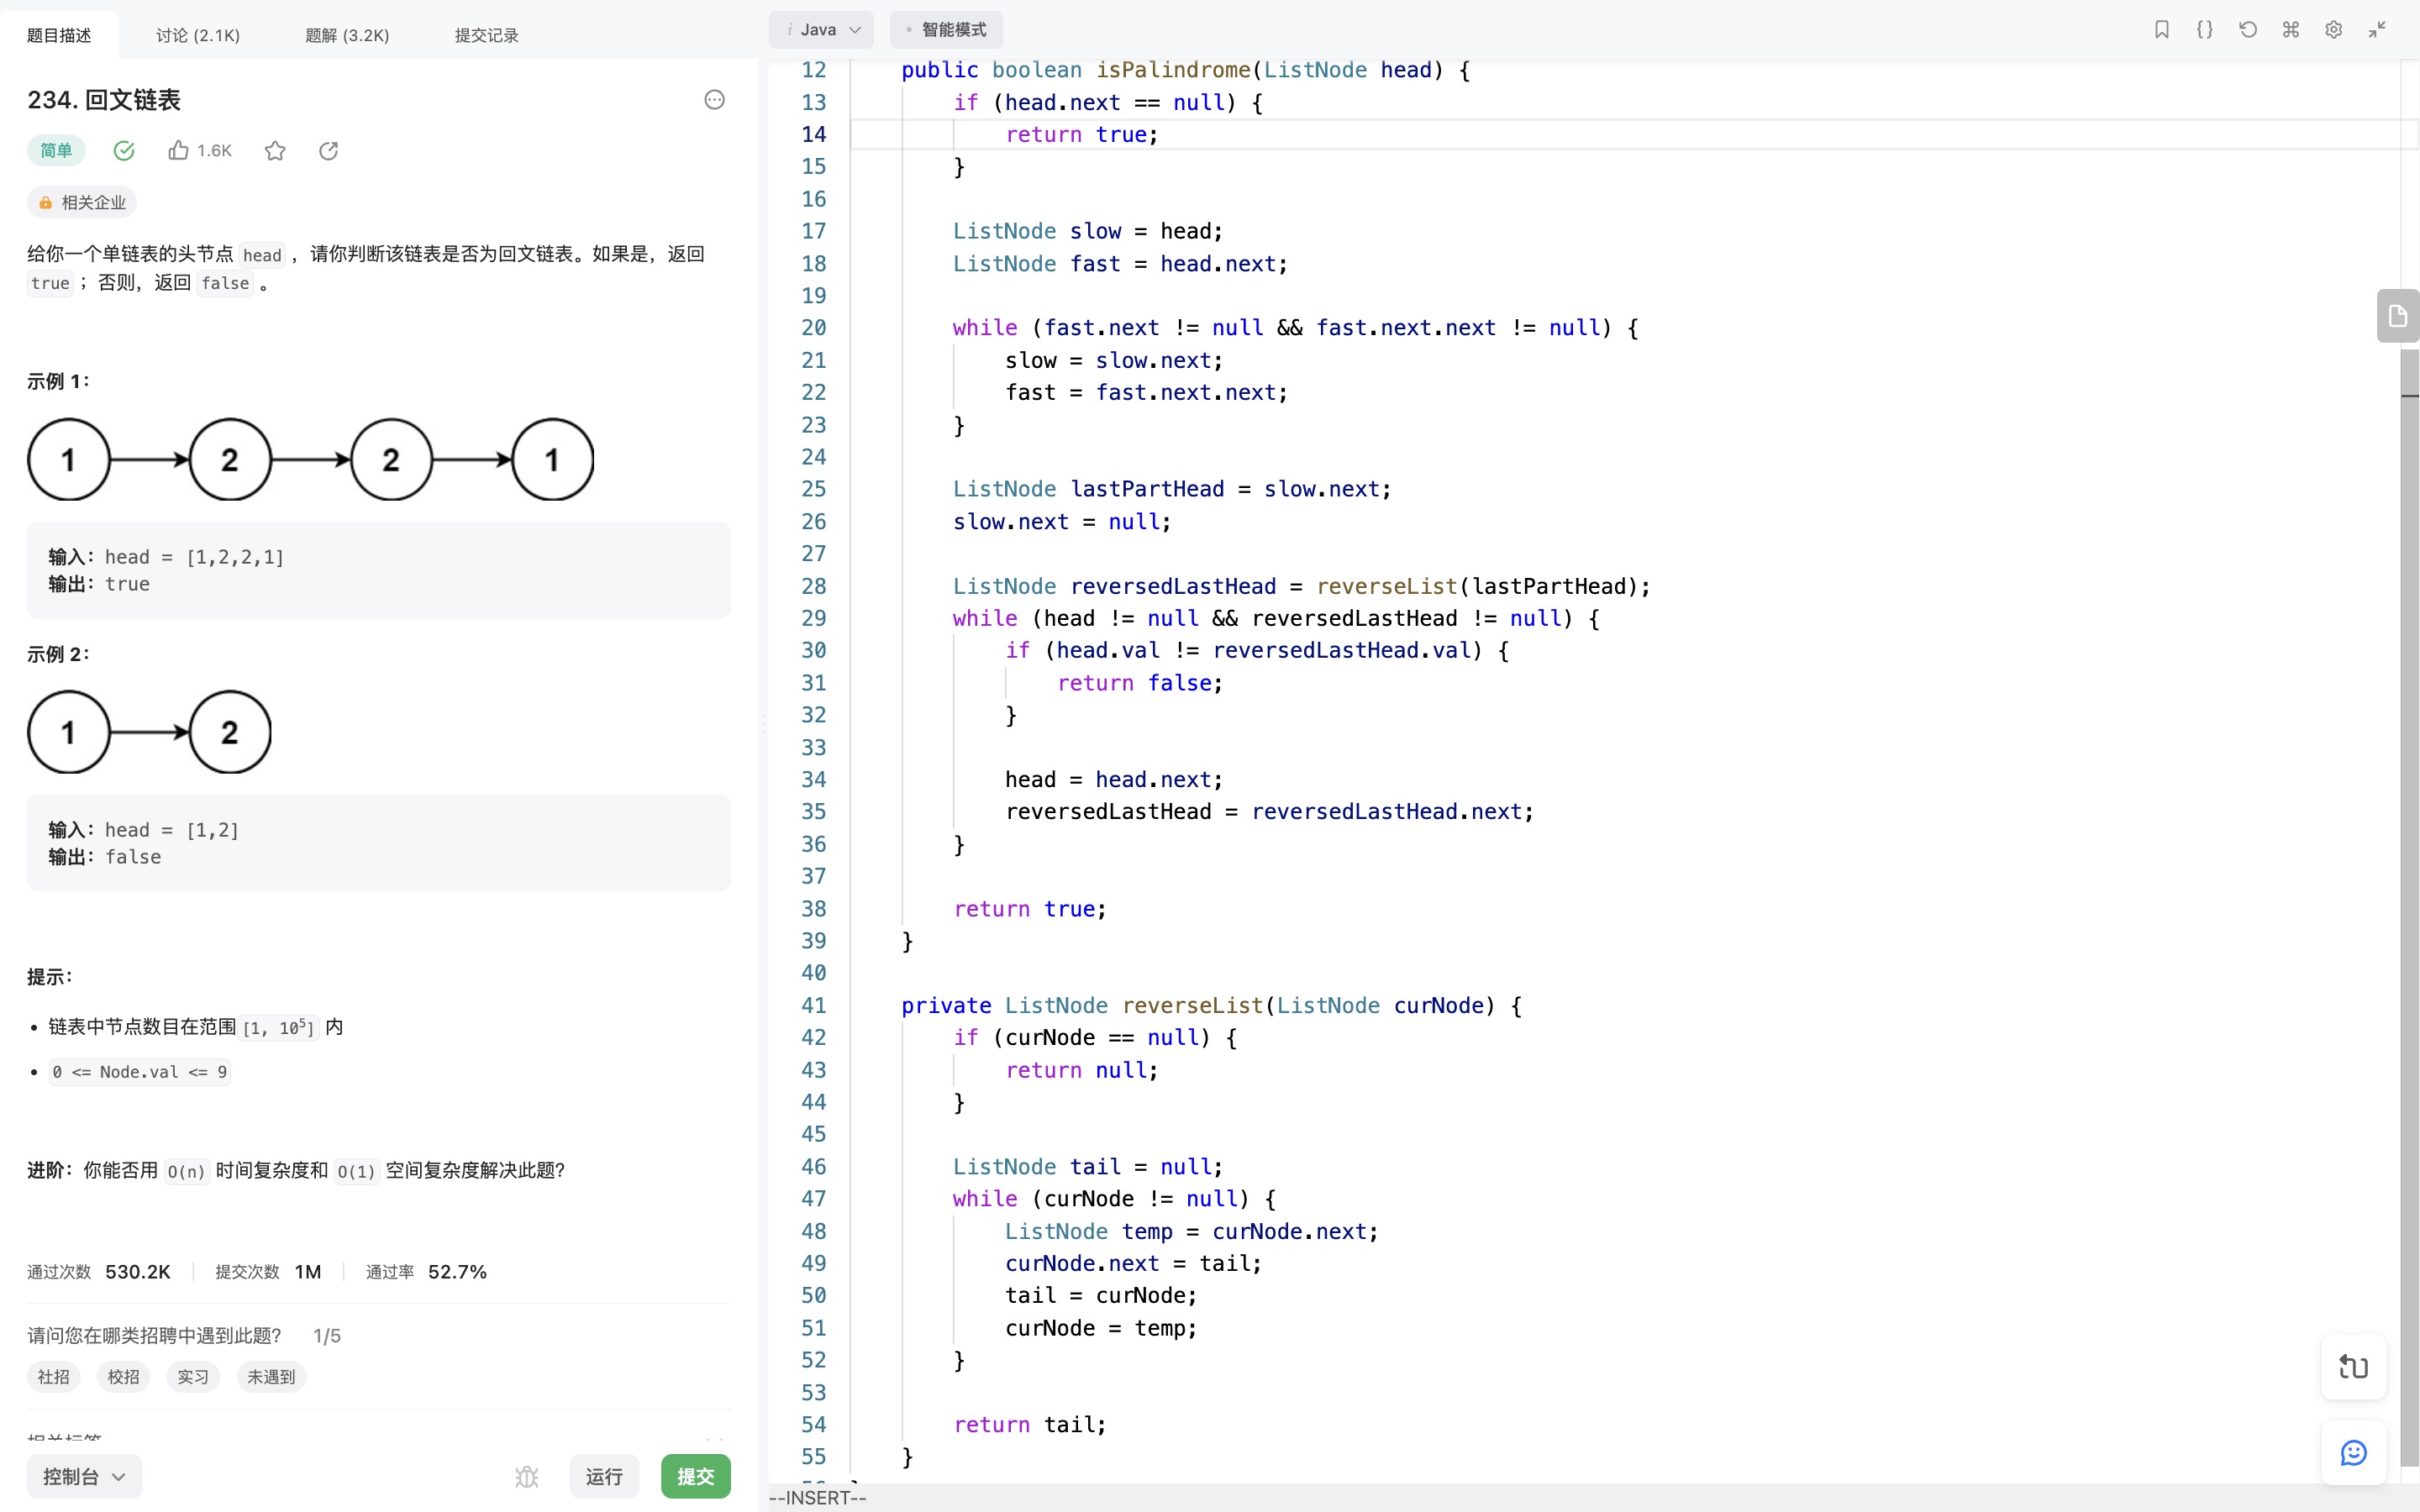 题目描述
讨论 (2.1K)
题解 (3.2K)
提交记录
234. 回文链表
简单
1.6K
相关企业
给你一个单链表的头节点 head ，请你判断该链表是否为回文链表。如果是，返回
true ；否则，返回 false 。
示例 1：
1 2 2 1
输入：head = [1,2,2,1]
输出：true
示例 2：
1 2
输入：head = [1,2]
输出：false
提示：
• 链表中节点数目在范围[1, 10⁵] 内
• 0 <= Node.val <= 9
进阶：你能否用 O(n) 时间复杂度和 O(1) 空间复杂度解决此题？
通过次数 530.2K 提交次数 1M 通过率 52.7%
请问您在哪类招聘中遇到此题？ 1/5
社招 校招 实习 未遇到
相关标签
控制台
运行
提交
i Java
• 智能模式
{}
12 public boolean isPalindrome(ListNode head) {
13 if (head.next == null) {
14 return true;
15 }
16
17 ListNode slow = head;
18 ListNode fast = head.next;
19
20 while (fast.next != null && fast.next.next != null) {
21 slow = slow.next;
22 fast = fast.next.next;
23 }
24
25 ListNode lastPartHead = slow.next;
26 slow.next = null;
27
28 ListNode reversedLastHead = reverseList(lastPartHead);
29 while (head != null && reversedLastHead != null) {
30 if (head.val != reversedLastHead.val) {
31 return false;
32 }
33
34 head = head.next;
35 reversedLastHead = reversedLastHead.next;
36 }
37
38 return true;
39 }
40
41 private ListNode reverseList(ListNode curNode) {
42 if (curNode == null) {
43 return null;
44 }
45
46 ListNode tail = null;
47 while (curNode != null) {
48 ListNode temp = curNode.next;
49 curNode.next = tail;
50 tail = curNode;
51 curNode = temp;
52 }
53
54 return tail;
55 }
--INSERT--